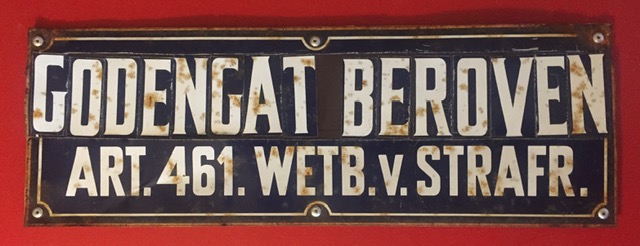 GODENGAT BEROVEN
ART. 461. WETB. v. STRAFR.